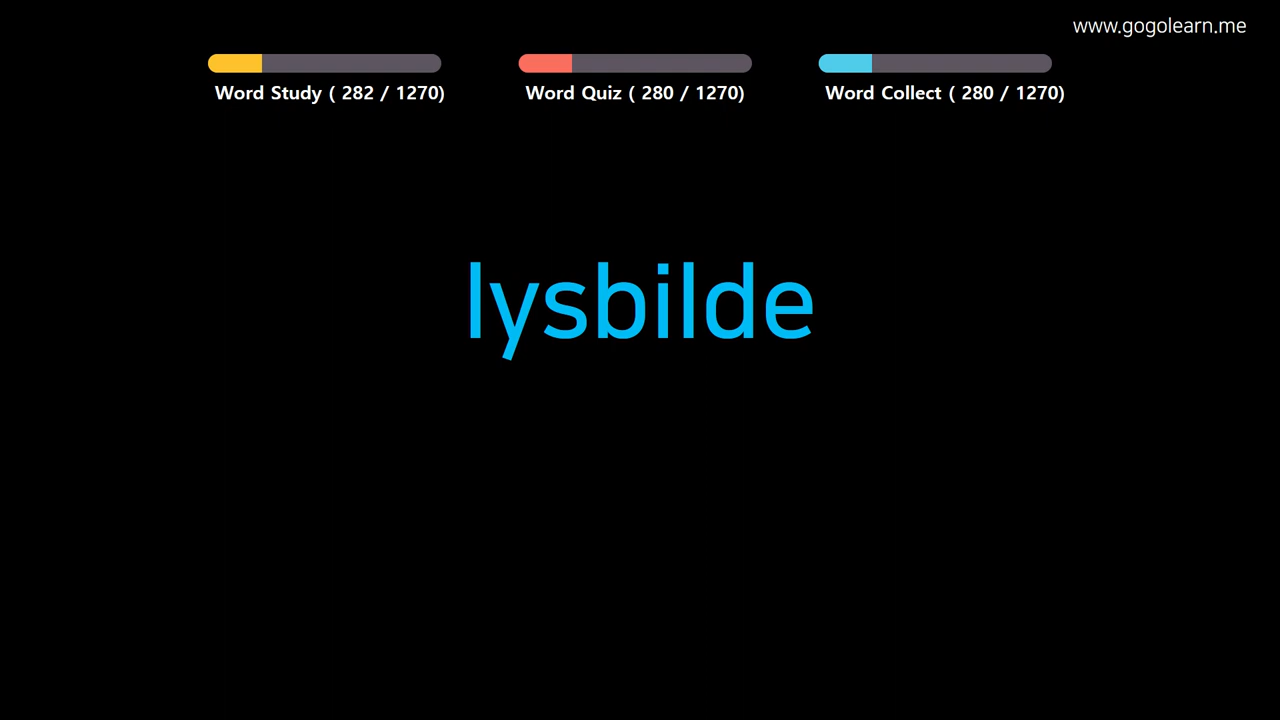 www.gogolearn.me
Word Study ( 282 / 1270)
Word Quiz ( 280 / 1270)
Word Collect ( 280 / 1270)
lysbilde